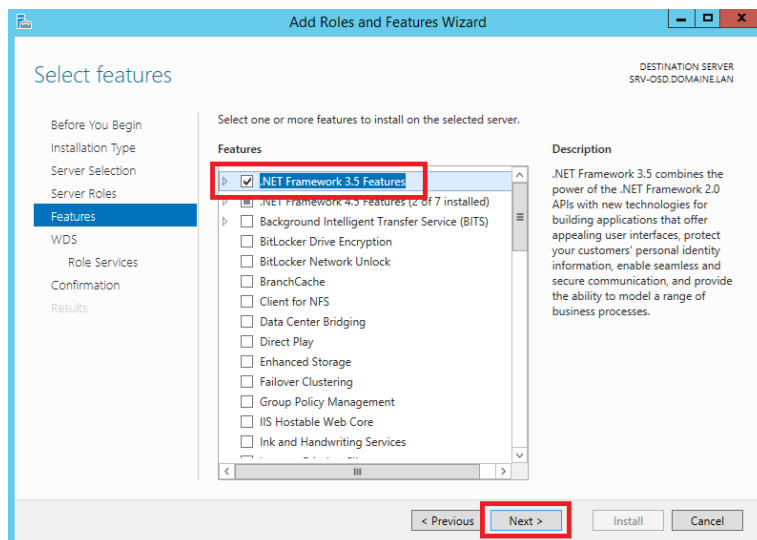 Add Roles and Features Wizard
Select features
DESTINATION SERVER
SRV-OSD.DOMAINE.LAN
Before You Begin
Installation Type
Server Selection
Server Roles
Features
WDS
Role Services
Confirmation
Results
Select one or more features to install on the selected server.
Features
.NET Framework 3.5 Features
.NET Framework 4.5 Features (2 of 7 installed)
Background Intelligent Transfer Service (BITS)
BitLocker Drive Encryption
BitLocker Network Unlock
BranchCache
Client for NFS
Data Center Bridging
Direct Play
Enhanced Storage
Failover Clustering
Group Policy Management
IIS Hostable Web Core
Ink and Handwriting Services
Description
.NET Framework 3.5 combines the
power of the .NET Framework 2.0
APIs with new technologies for
building applications that offer
appealing user interfaces, protect
your customers' personal identity
information, enable seamless and
secure communication, and provide
the ability to model a range of
business processes.
< Previous
Next >
Install
Cancel